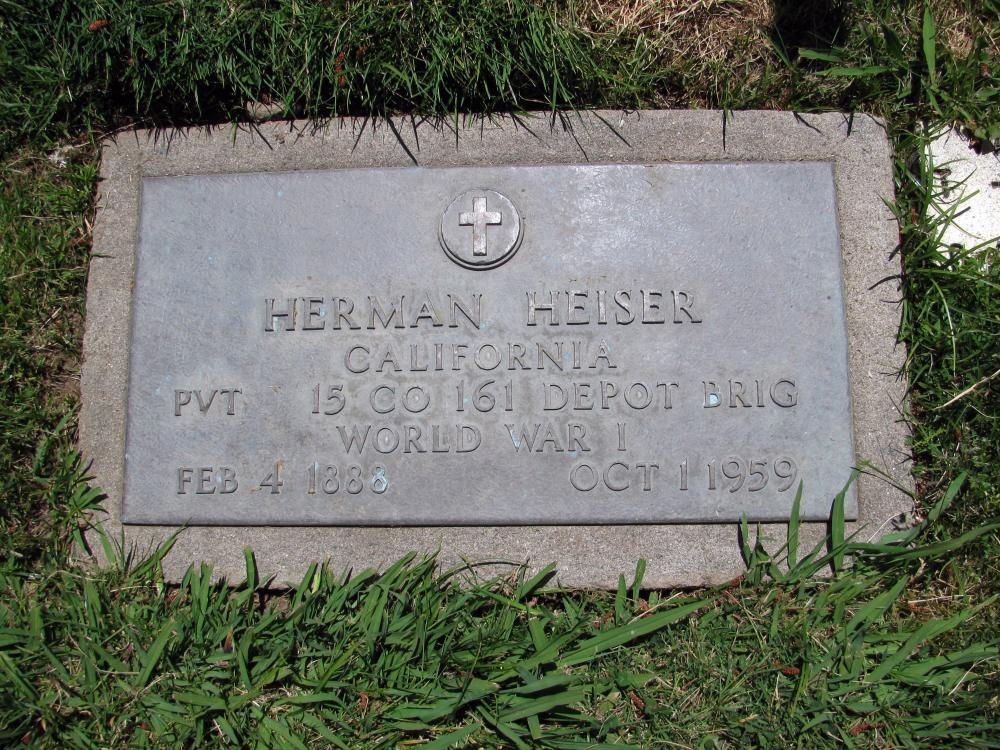 HERMAN HEISER
CALIFORNIA
PVT 15 CO 161 DEPOT BRIG
WORLD WAR I
FEB 4 1888 OCT 1 1959